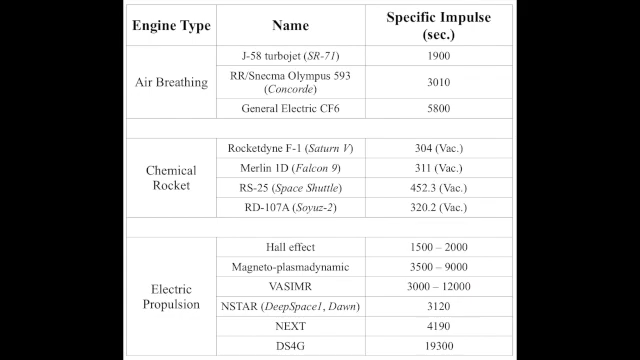 Engine Type Name Specific Impulse
(sec.)
Air Breathing
J-58 turbojet (SR-71) 1900
RR/Snecma Olympus 593
(Concorde) 3010
General Electric CF6 5800
Chemical
Rocket
Rocketdyne F-1 (Saturn V) 304 (Vac.)
Merlin 1D (Falcon 9) 311 (Vac.)
RS-25 (Space Shuttle) 452.3 (Vac.)
RD-107A (Soyuz-2) 320.2 (Vac.)
Electric
Propulsion
Hall effect 1500 – 2000
Magneto-plasmadynamic 3500 – 9000
VASIMR 3000 – 12000
NSTAR (DeepSpace1, Dawn) 3120
NEXT 4190
DS4G 19300